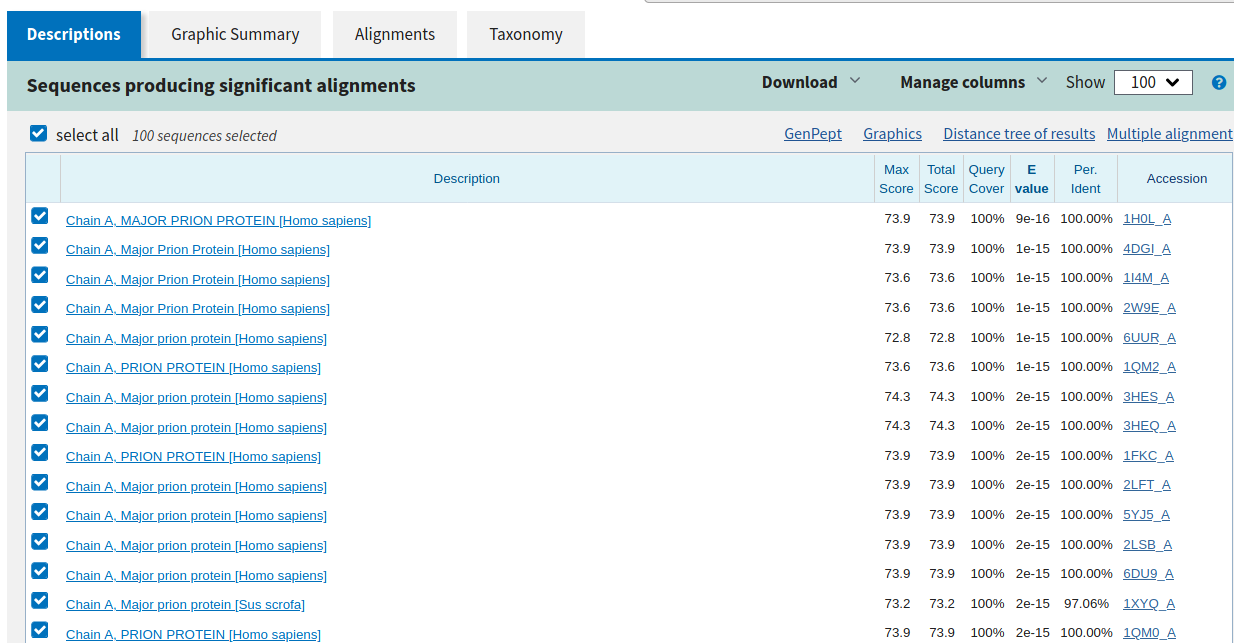 Descriptions Graphic Summary Alignments Taxonomy
Sequences producing significant alignments Download Manage columns Show 100 ?
select all 100 sequences selected GenPept Graphics Distance tree of results Multiple alignment
Description Max Score Total Score Query Cover E value Per. Ident Accession
Chain A, MAJOR PRION PROTEIN [Homo sapiens] 73.9 73.9 100% 9e-16 100.00% 1H0L_A
Chain A, Major Prion Protein [Homo sapiens] 73.9 73.9 100% 1e-15 100.00% 4DGI_A
Chain A, Major Prion Protein [Homo sapiens] 73.6 73.6 100% 1e-15 100.00% 1I4M_A
Chain A, Major Prion Protein [Homo sapiens] 73.6 73.6 100% 1e-15 100.00% 2W9E_A
Chain A, Major prion protein [Homo sapiens] 72.8 72.8 100% 1e-15 100.00% 6UUR_A
Chain A, PRION PROTEIN [Homo sapiens] 73.6 73.6 100% 1e-15 100.00% 1QM2_A
Chain A, Major prion protein [Homo sapiens] 74.3 74.3 100% 2e-15 100.00% 3HES_A
Chain A, Major prion protein [Homo sapiens] 74.3 74.3 100% 2e-15 100.00% 3HEQ_A
Chain A, PRION PROTEIN [Homo sapiens] 73.9 73.9 100% 2e-15 100.00% 1FKC_A
Chain A, Major prion protein [Homo sapiens] 73.9 73.9 100% 2e-15 100.00% 2LFT_A
Chain A, Major prion protein [Homo sapiens] 73.9 73.9 100% 2e-15 100.00% 5YJ5_A
Chain A, Major prion protein [Homo sapiens] 73.9 73.9 100% 2e-15 100.00% 2LSB_A
Chain A, Major prion protein [Homo sapiens] 73.9 73.9 100% 2e-15 100.00% 6DU9_A
Chain A, Major prion protein [Sus scrofa] 73.2 73.2 100% 2e-15 97.06% 1XYQ_A
Chain A, PRION PROTEIN [Homo sapiens] 73.9 73.9 100% 2e-15 100.00% 1QM0_A